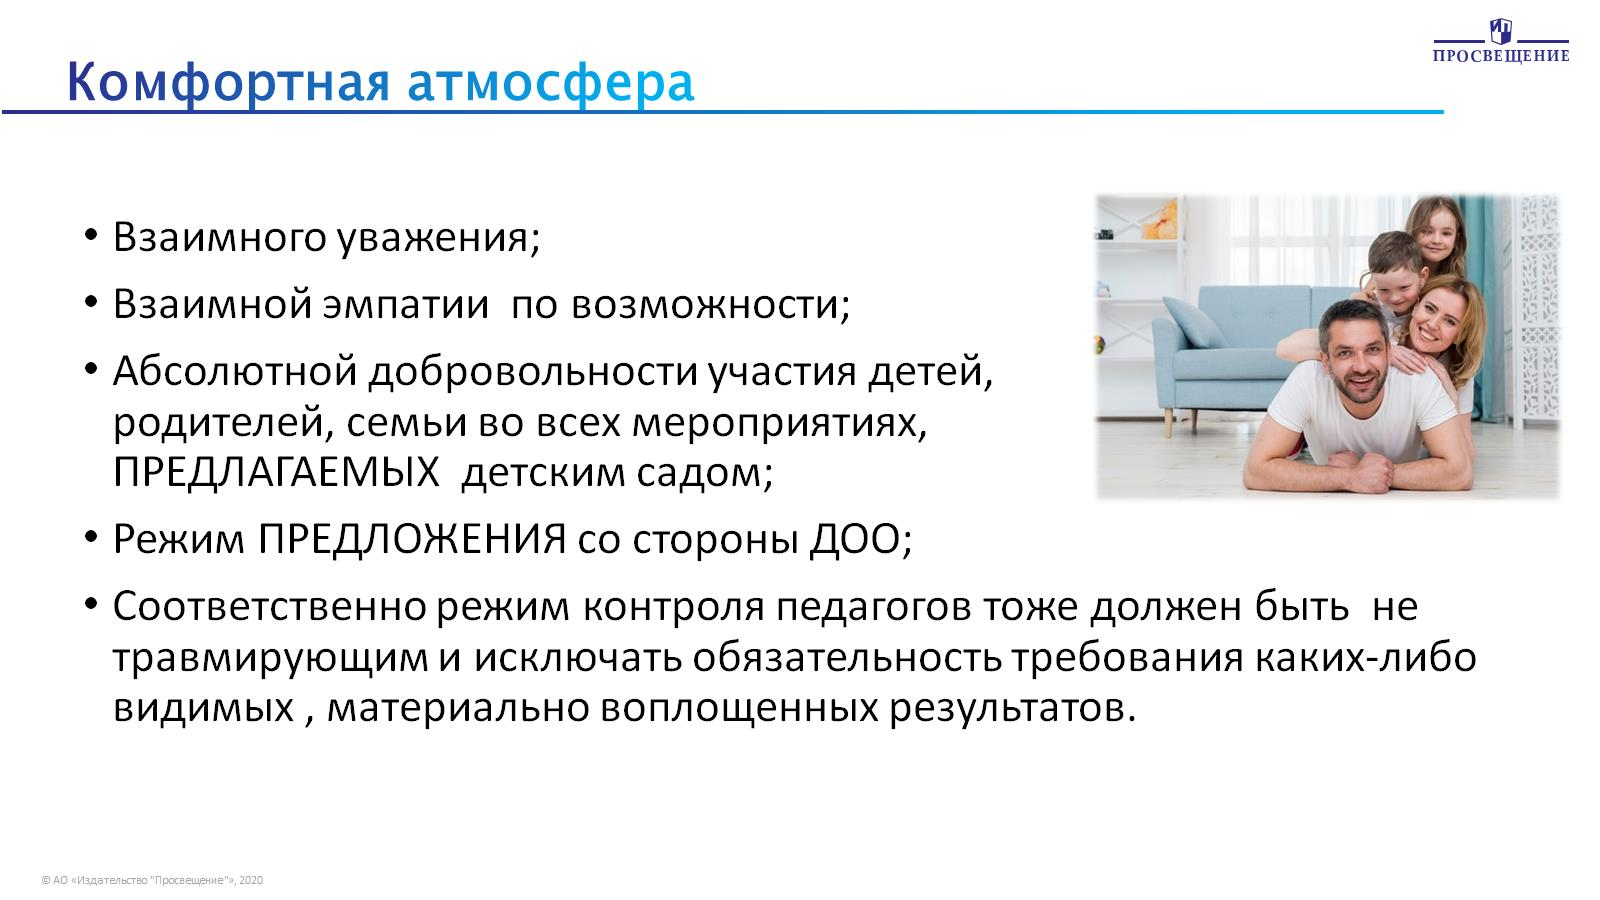 ПРОСВЕЩЕНИЕ
Комфортная атмосфера
• Взаимного уважения;
• Взаимной эмпатии  по возможности;
• Абсолютной добровольности участия детей,
родителей, семьи во всех мероприятиях,
ПРЕДЛАГАЕМЫХ  детским садом;
• Режим ПРЕДЛОЖЕНИЯ со стороны ДОО;
• Соответственно режим контроля педагогов тоже должен быть  не
травмирующим и исключать обязательность требования каких-либо
видимых , материально воплощенных результатов.
© АО «Издательство "Просвещение"», 2020